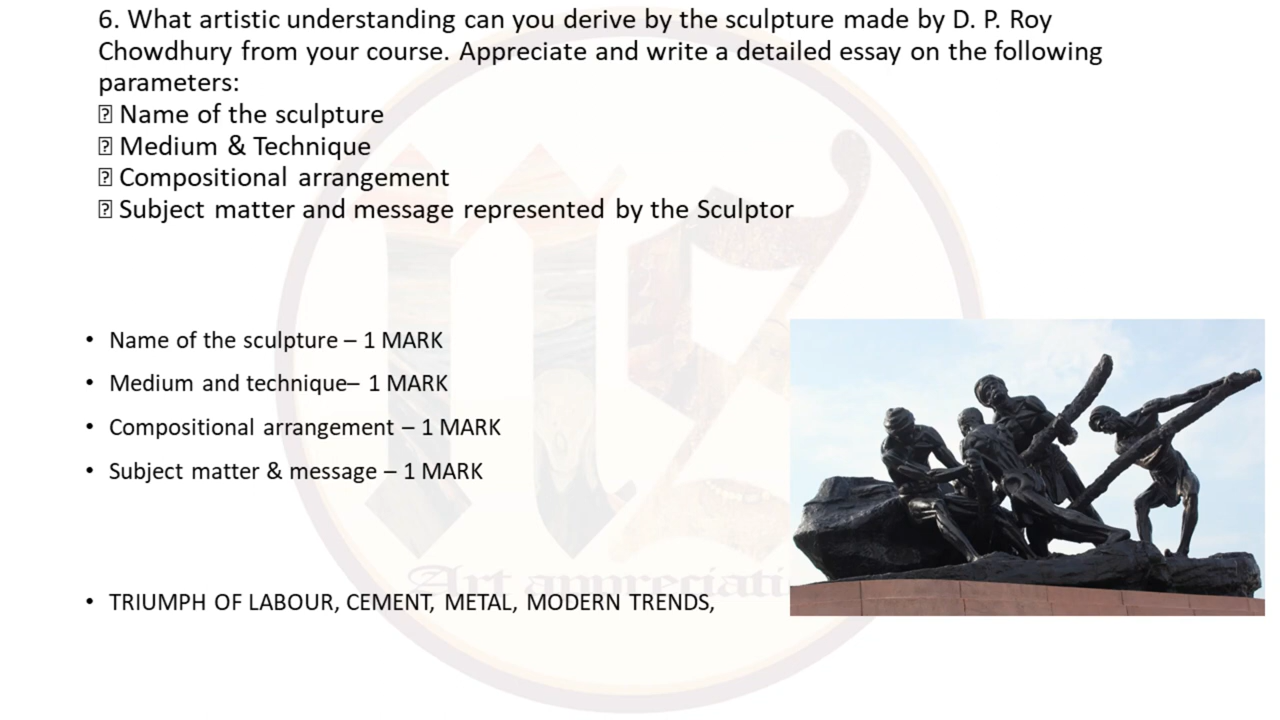 6. What artistic understanding can you derive by the sculpture made by D. P. Roy
Chowdhury from your course. Appreciate and write a detailed essay on the following
parameters:
⍰ Name of the sculpture
⍰ Medium & Technique
⍰ Compositional arrangement
⍰ Subject matter and message represented by the Sculptor
• Name of the sculpture – 1 MARK
• Medium and technique– 1 MARK
• Compositional arrangement – 1 MARK
• Subject matter & message – 1 MARK
Art appreciati
• TRIUMPH OF LABOUR, CEMENT, METAL, MODERN TRENDS,